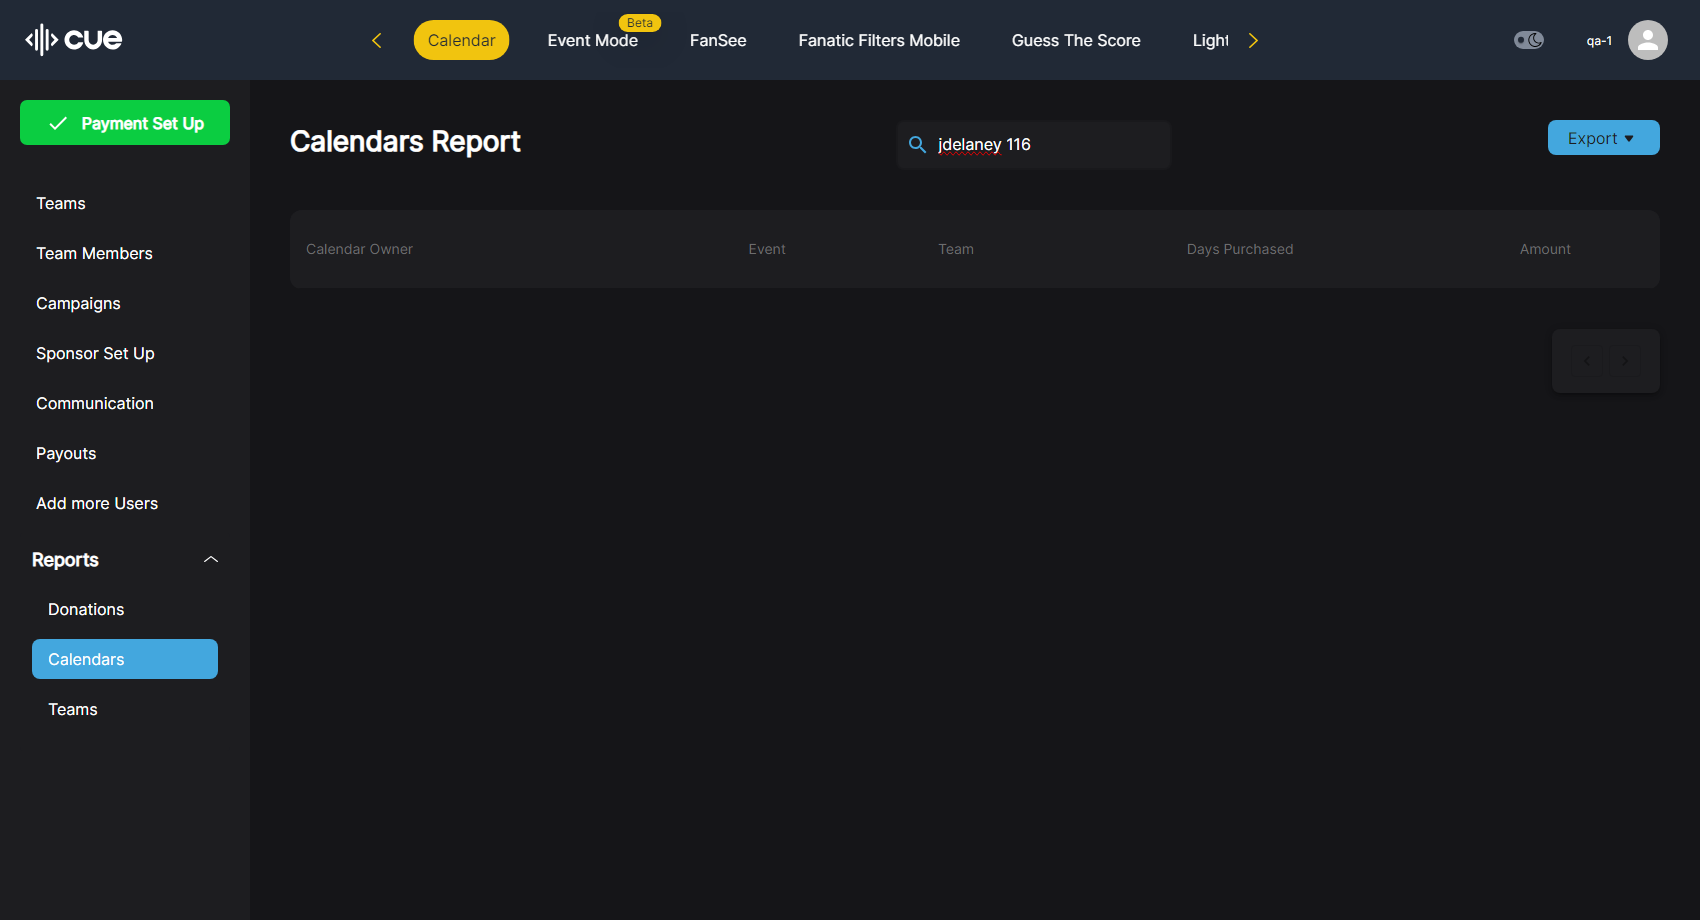 cue
Calendar
Event Mode
Beta
FanSee
Fanatic Filters Mobile
Guess The Score
Light
qa-1
Payment Set Up
Teams
Team Members
Campaigns
Sponsor Set Up
Communication
Payouts
Add more Users
Reports
Donations
Calendars
Teams
Calendars Report
jdelaney 116
Export
Calendar Owner Event Team Days Purchased Amount